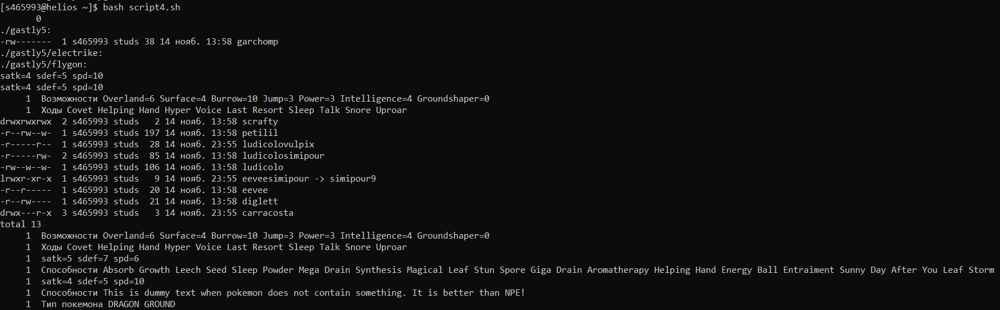 [s465993@helios ~]$ bash script4.sh
       0
./gastly5:
-rw-------  1 s465993 studs 38 14 нояб. 13:58 garchomp
./gastly5/electrike:
./gastly5/flygon:
satk=4 sdef=5 spd=10
satk=4 sdef=5 spd=10
     1  Возможности Overland=6 Surface=4 Burrow=10 Jump=3 Power=3 Intelligence=4 Groundshaper=0
     1  Ходы Covet Helping Hand Hyper Voice Last Resort Sleep Talk Snore Uproar
drwxrwxrwx  2 s465993 studs   2 14 нояб. 13:58 scrafty
-r--rw--w-  1 s465993 studs 197 14 нояб. 13:58 petilil
-r-----r--  1 s465993 studs  28 14 нояб. 23:55 ludicolovulpix
-r-----rw-  2 s465993 studs  85 14 нояб. 13:58 ludicolosimipour
-rw--w--w-  1 s465993 studs 106 14 нояб. 13:58 ludicolo
lrwxr-xr-x  1 s465993 studs   9 14 нояб. 23:55 eeveesimipour -> simipour9
-r--r-----  1 s465993 studs  20 14 нояб. 13:58 eevee
-r--rw----  1 s465993 studs  21 14 нояб. 13:58 diglett
drwx---r-x  3 s465993 studs   3 14 нояб. 23:55 carracosta
total 13
     1  Возможности Overland=6 Surface=4 Burrow=10 Jump=3 Power=3 Intelligence=4 Groundshaper=0
     1  Ходы Covet Helping Hand Hyper Voice Last Resort Sleep Talk Snore Uproar
     1  satk=5 sdef=7 spd=6
     1  Способности Absorb Growth Leech Seed Sleep Powder Mega Drain Synthesis Magical Leaf Stun Spore Giga Drain Aromatherapy Helping Hand Energy Ball Entraiment Sunny Day After You Leaf Storm
     1  satk=4 sdef=5 spd=10
     1  Способности This is dummy text when pokemon does not contain something. It is better than NPE!
     1  Тип покемона DRAGON GROUND